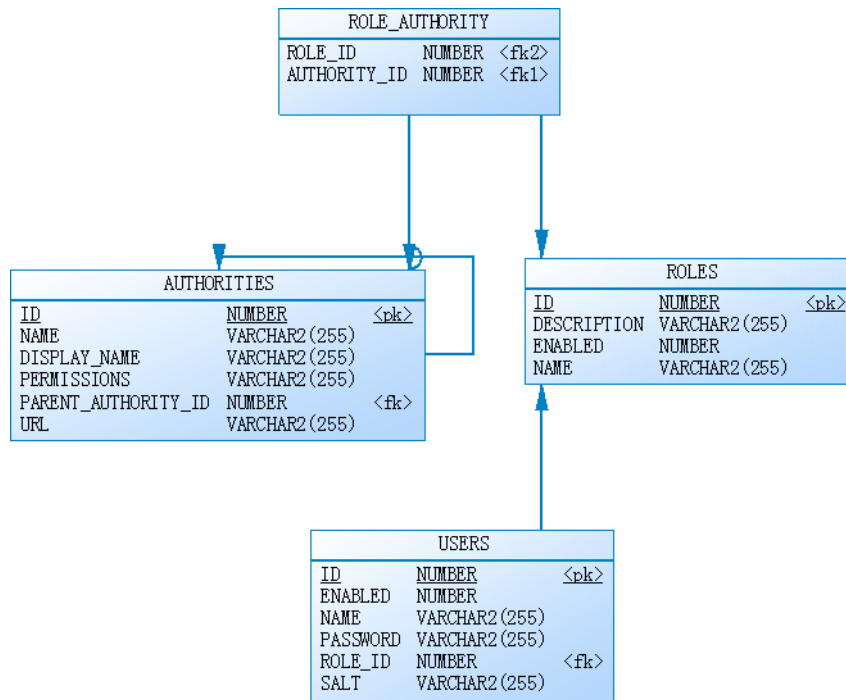 ROLE_AUTHORITY
ROLE_ID NUMBER <fk2>
AUTHORITY_ID NUMBER <fk1>
AUTHORITIES
ID NUMBER <pk>
NAME VARCHAR2(255)
DISPLAY_NAME VARCHAR2(255)
PERMISSIONS VARCHAR2(255)
PARENT_AUTHORITY_ID NUMBER <fk>
URL VARCHAR2(255)
ROLES
ID NUMBER <pk>
DESCRIPTION VARCHAR2(255)
ENABLED NUMBER
NAME VARCHAR2(255)
USERS
ID NUMBER <pk>
ENABLED NUMBER
NAME VARCHAR2(255)
PASSWORD VARCHAR2(255)
ROLE_ID NUMBER <fk>
SALT VARCHAR2(255)